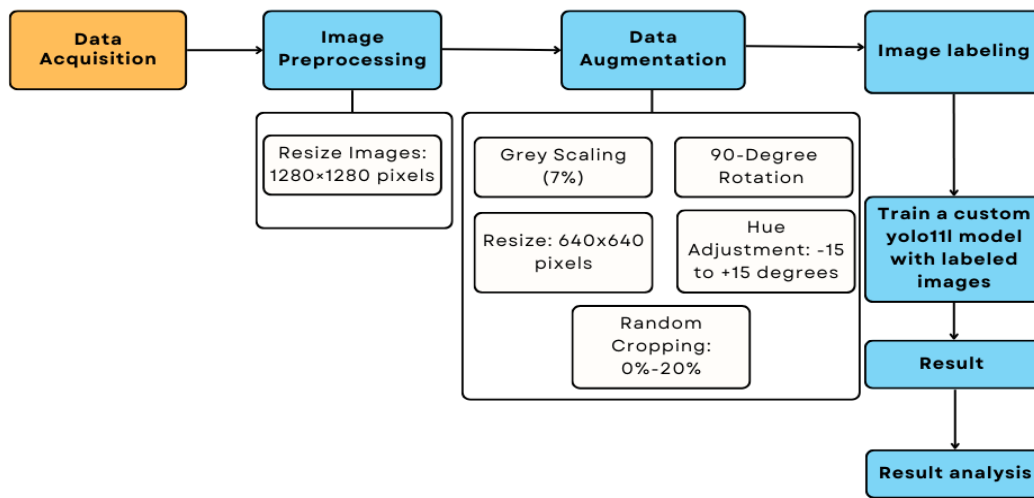 Data
Acquisition
Image
Preprocessing
Data
Augmentation
Image labeling
Resize Images:
1280×1280 pixels
Grey Scaling
(7%)
90-Degree
Rotation
Resize: 640x640
pixels
Hue
Adjustment: -15
to +15 degrees
Random
Cropping:
0%-20%
Train a custom
yolo11l model
with labeled
images
Result
Result analysis